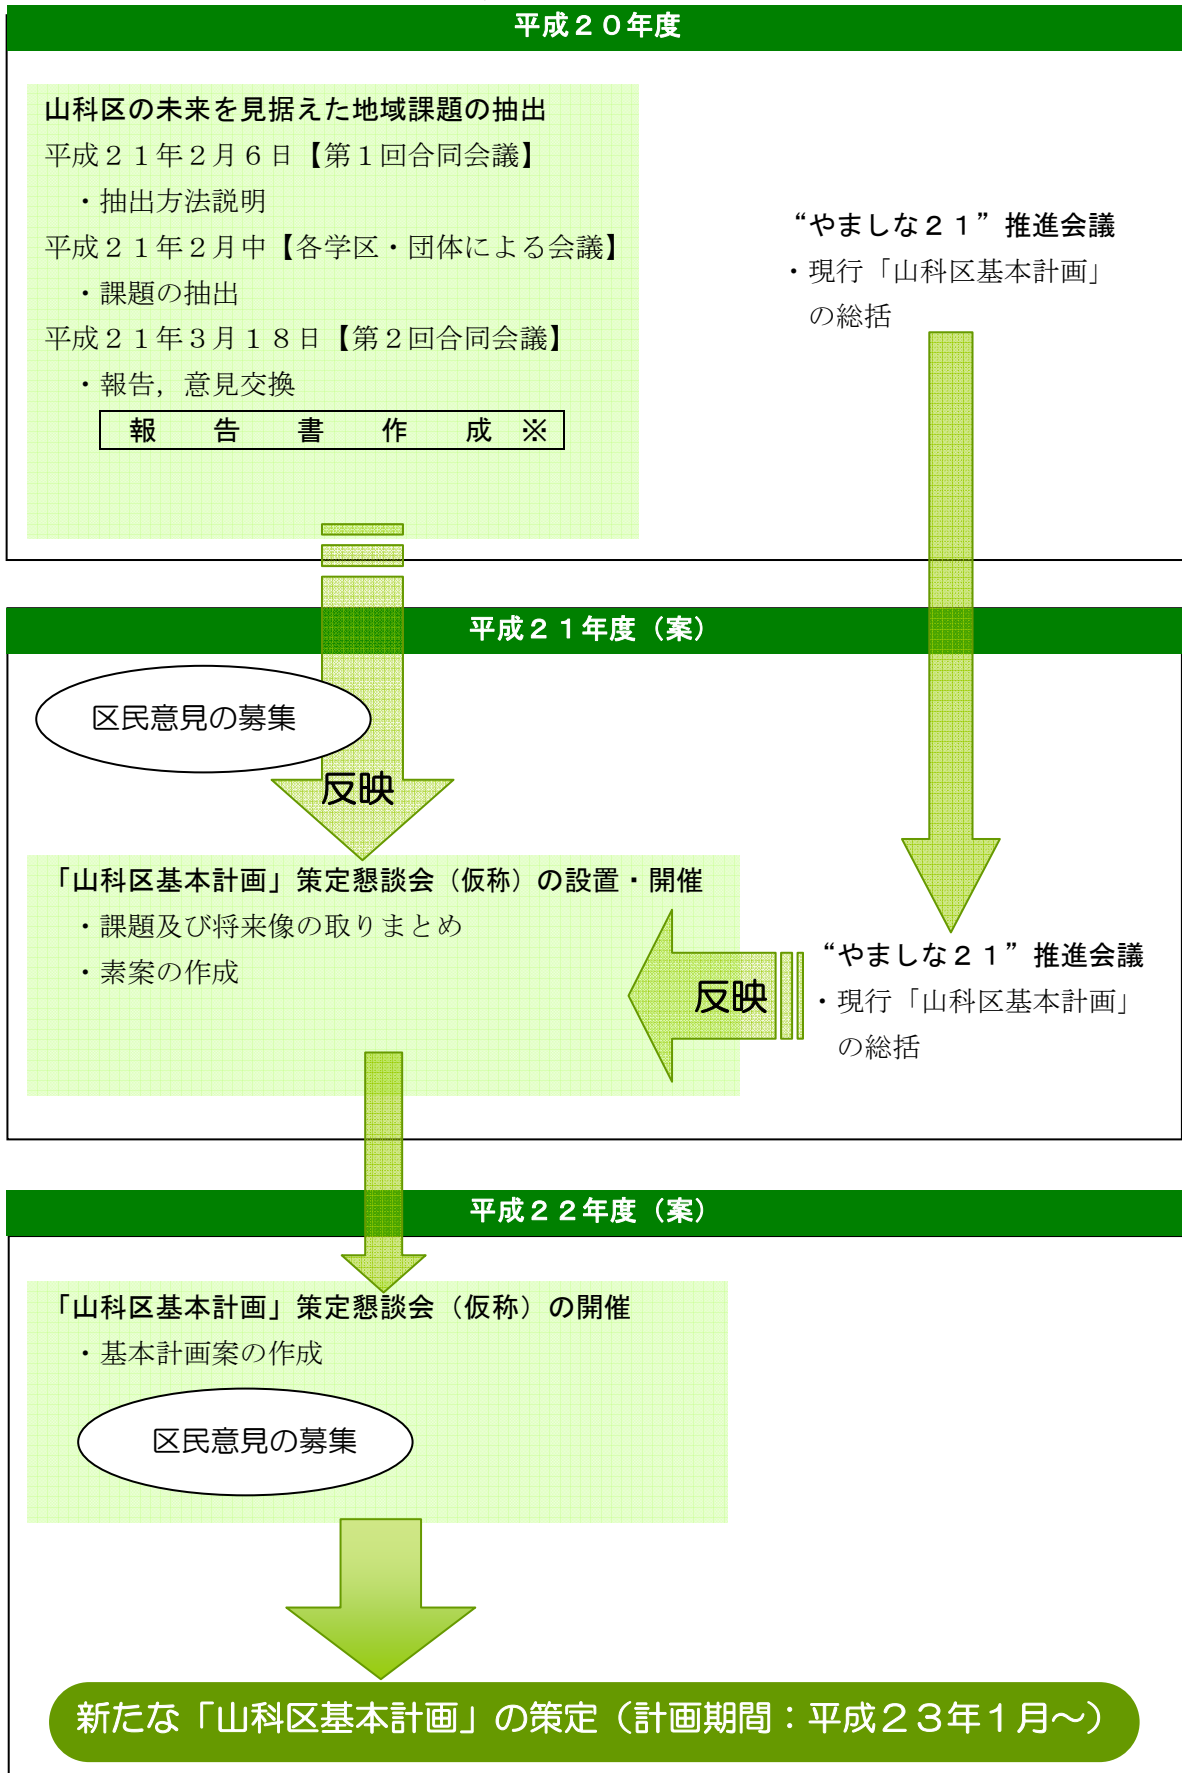 平成２０年度
山科区の未来を見据えた地域課題の抽出
平成２１年２月６日【第１回合同会議】
・抽出方法説明
平成２１年２月中【各学区・団体による会議】
・課題の抽出
平成２１年３月１８日【第２回合同会議】
・報告，意見交換
報　告　書　作　成　※
“やましな２１”推進会議
・現行「山科区基本計画」
の総括
平成２１年度（案）
区民意見の募集
反映
「山科区基本計画」策定懇談会（仮称）の設置・開催
・課題及び将来像の取りまとめ
・素案の作成
反映
“やましな２１”推進会議
・現行「山科区基本計画」
の総括
平成２２年度（案）
「山科区基本計画」策定懇談会（仮称）の開催
・基本計画案の作成
区民意見の募集
新たな「山科区基本計画」の策定（計画期間：平成２３年１月～）